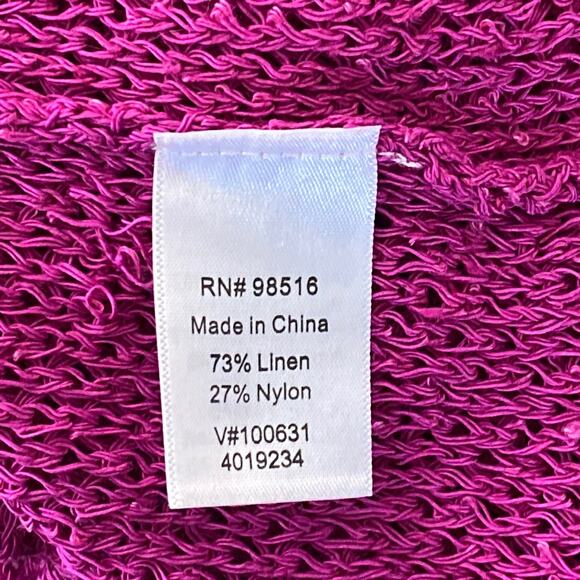 RN# 98516
Made in China
73% Linen
27% Nylon
V#100631
4019234